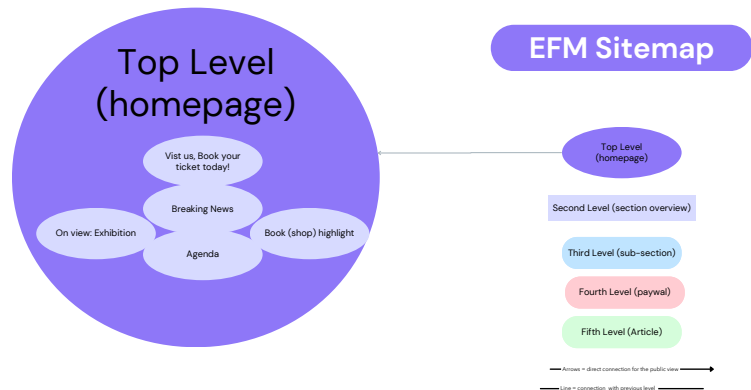 EFM Sitemap
Top Level
(homepage)
Vist us, Book your
ticket today!
Breaking News
On view: Exhibition
Book (shop) highlight
Agenda
Top Level
(homepage)
Second Level (section overview)
Third Level (sub-section)
Fourth Level (paywal)
Fifth Level (Article)
Arrows = direct connection for the public view
Line = connection with previous level